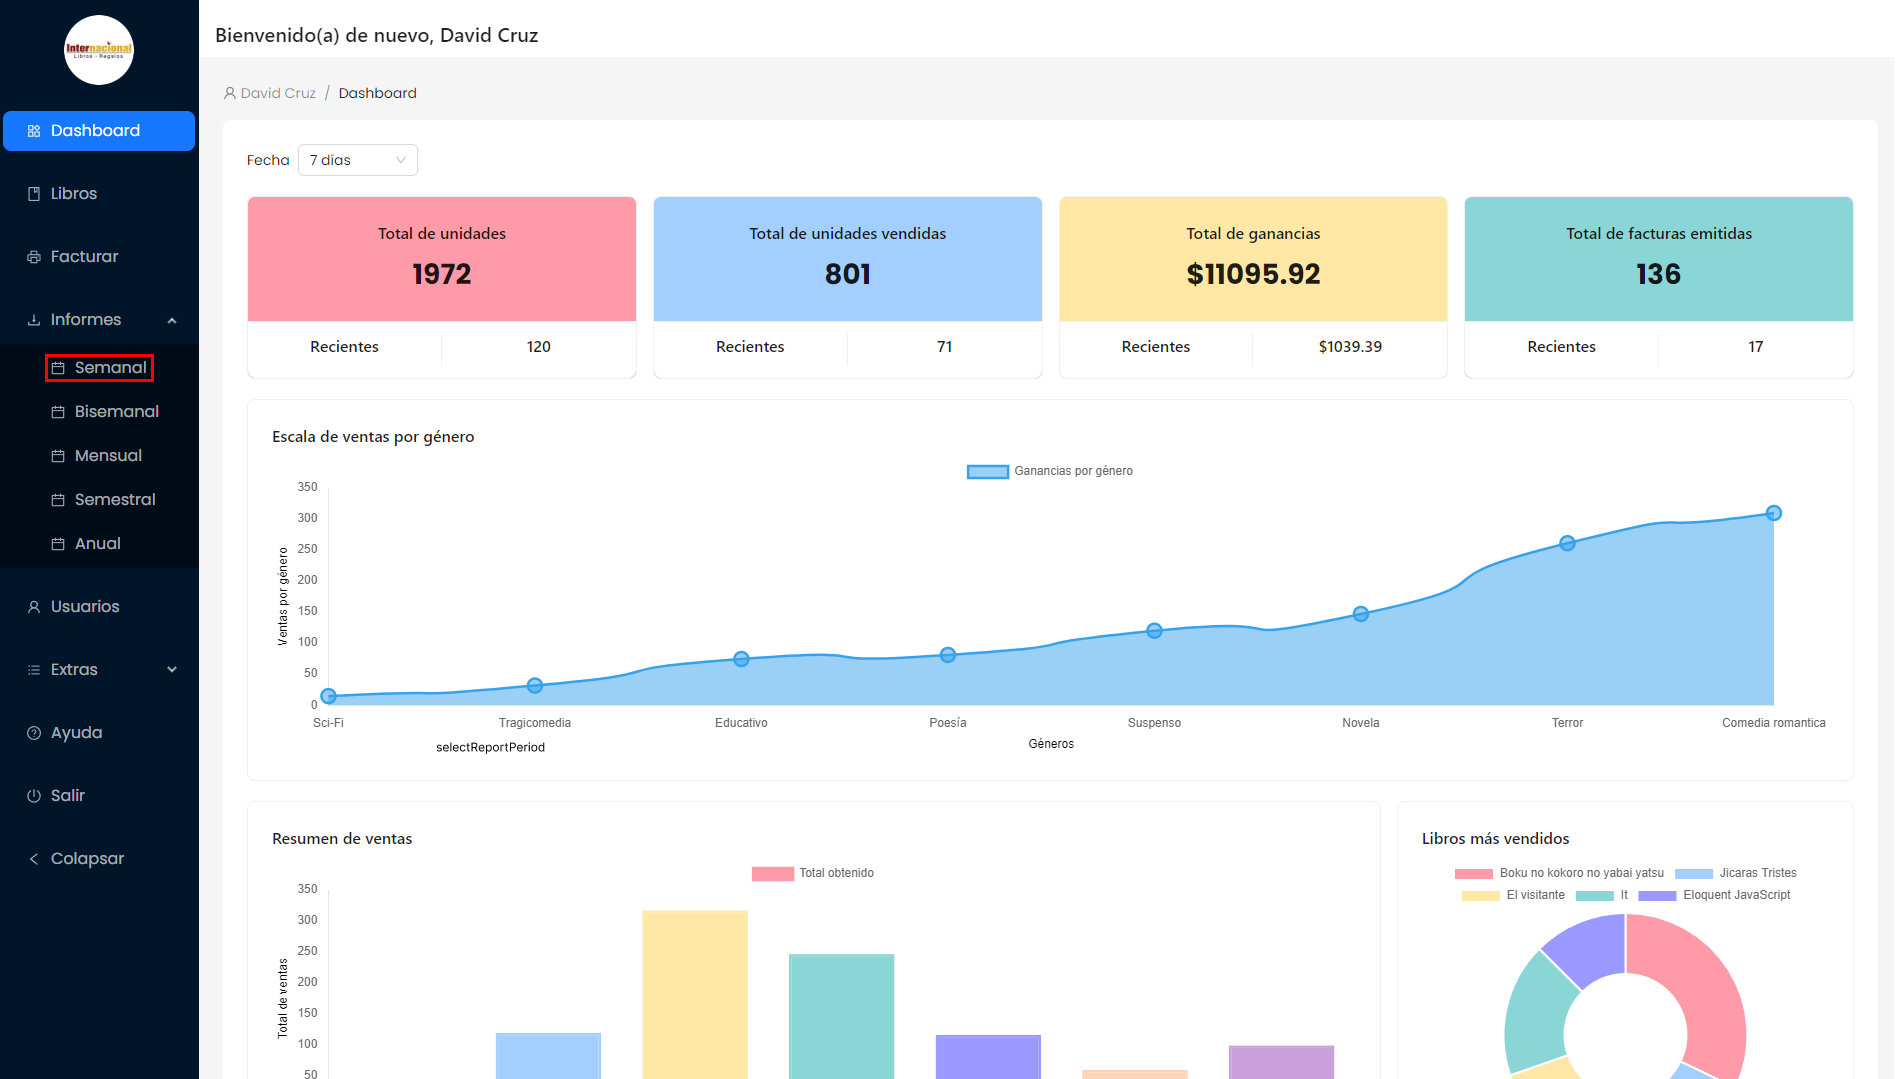 Internacional
Libros - Regalos
Dashboard
Libros
Facturar
Informes
Semanal
Bisemanal
Mensual
Semestral
Anual
Usuarios
Extras
Ayuda
Salir
Colapsar
Bienvenido(a) de nuevo, David Cruz
David Cruz / Dashboard
Fecha 7 días
Total de unidades
1972
Recientes 120
Total de unidades vendidas
801
Recientes 71
Total de ganancias
$11095.92
Recientes $1039.39
Total de facturas emitidas
136
Recientes 17
Escala de ventas por género
Ganancias por género
Ventas por género
350
300
250
200
150
100
50
0
Sci-Fi Tragicomedia Educativo Poesía Suspenso Novela Terror Comedia romantica
selectReportPeriod
Géneros
Resumen de ventas
Total obtenido
Total de ventas
350
300
250
200
150
100
50
Libros más vendidos
Boku no kokoro no yabai yatsu Jicaras Tristes
El visitante It Eloquent JavaScript